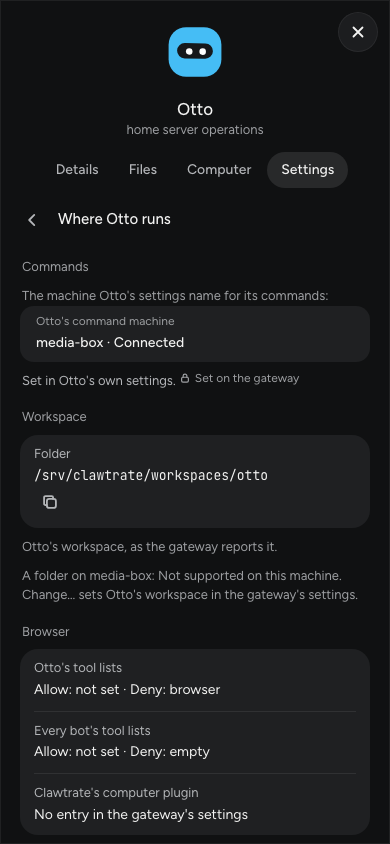 Otto
home server operations
Details Files Computer Settings
Where Otto runs
Commands
The machine Otto's settings name for its commands:
Otto's command machine
media-box · Connected
Set in Otto's own settings. Set on the gateway
Workspace
Folder
/srv/clawtrate/workspaces/otto
Otto's workspace, as the gateway reports it.
A folder on media-box: Not supported on this machine.
Change… sets Otto's workspace in the gateway's settings.
Browser
Otto's tool lists
Allow: not set · Deny: browser
Every bot's tool lists
Allow: not set · Deny: empty
Clawtrate's computer plugin
No entry in the gateway's settings